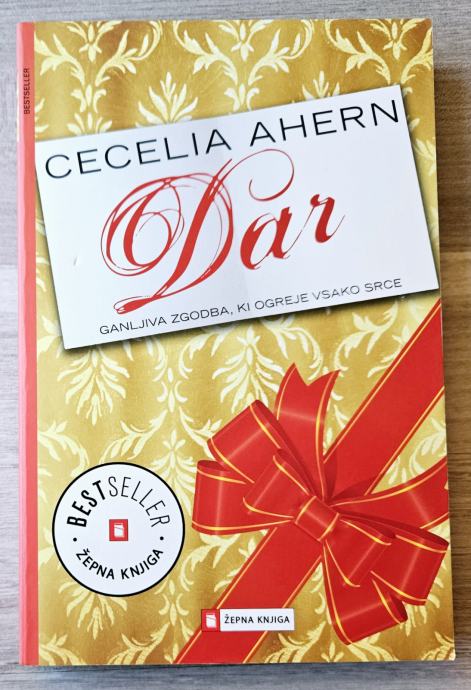 BESTSELLER
CECELIA AHERN
Dar
GANLJIVA ZGODBA, KI OGREJE VSAKO SRCE
· BESTSELLER ·
ŽEPNA KNJIGA
ŽEPNA KNJIGA